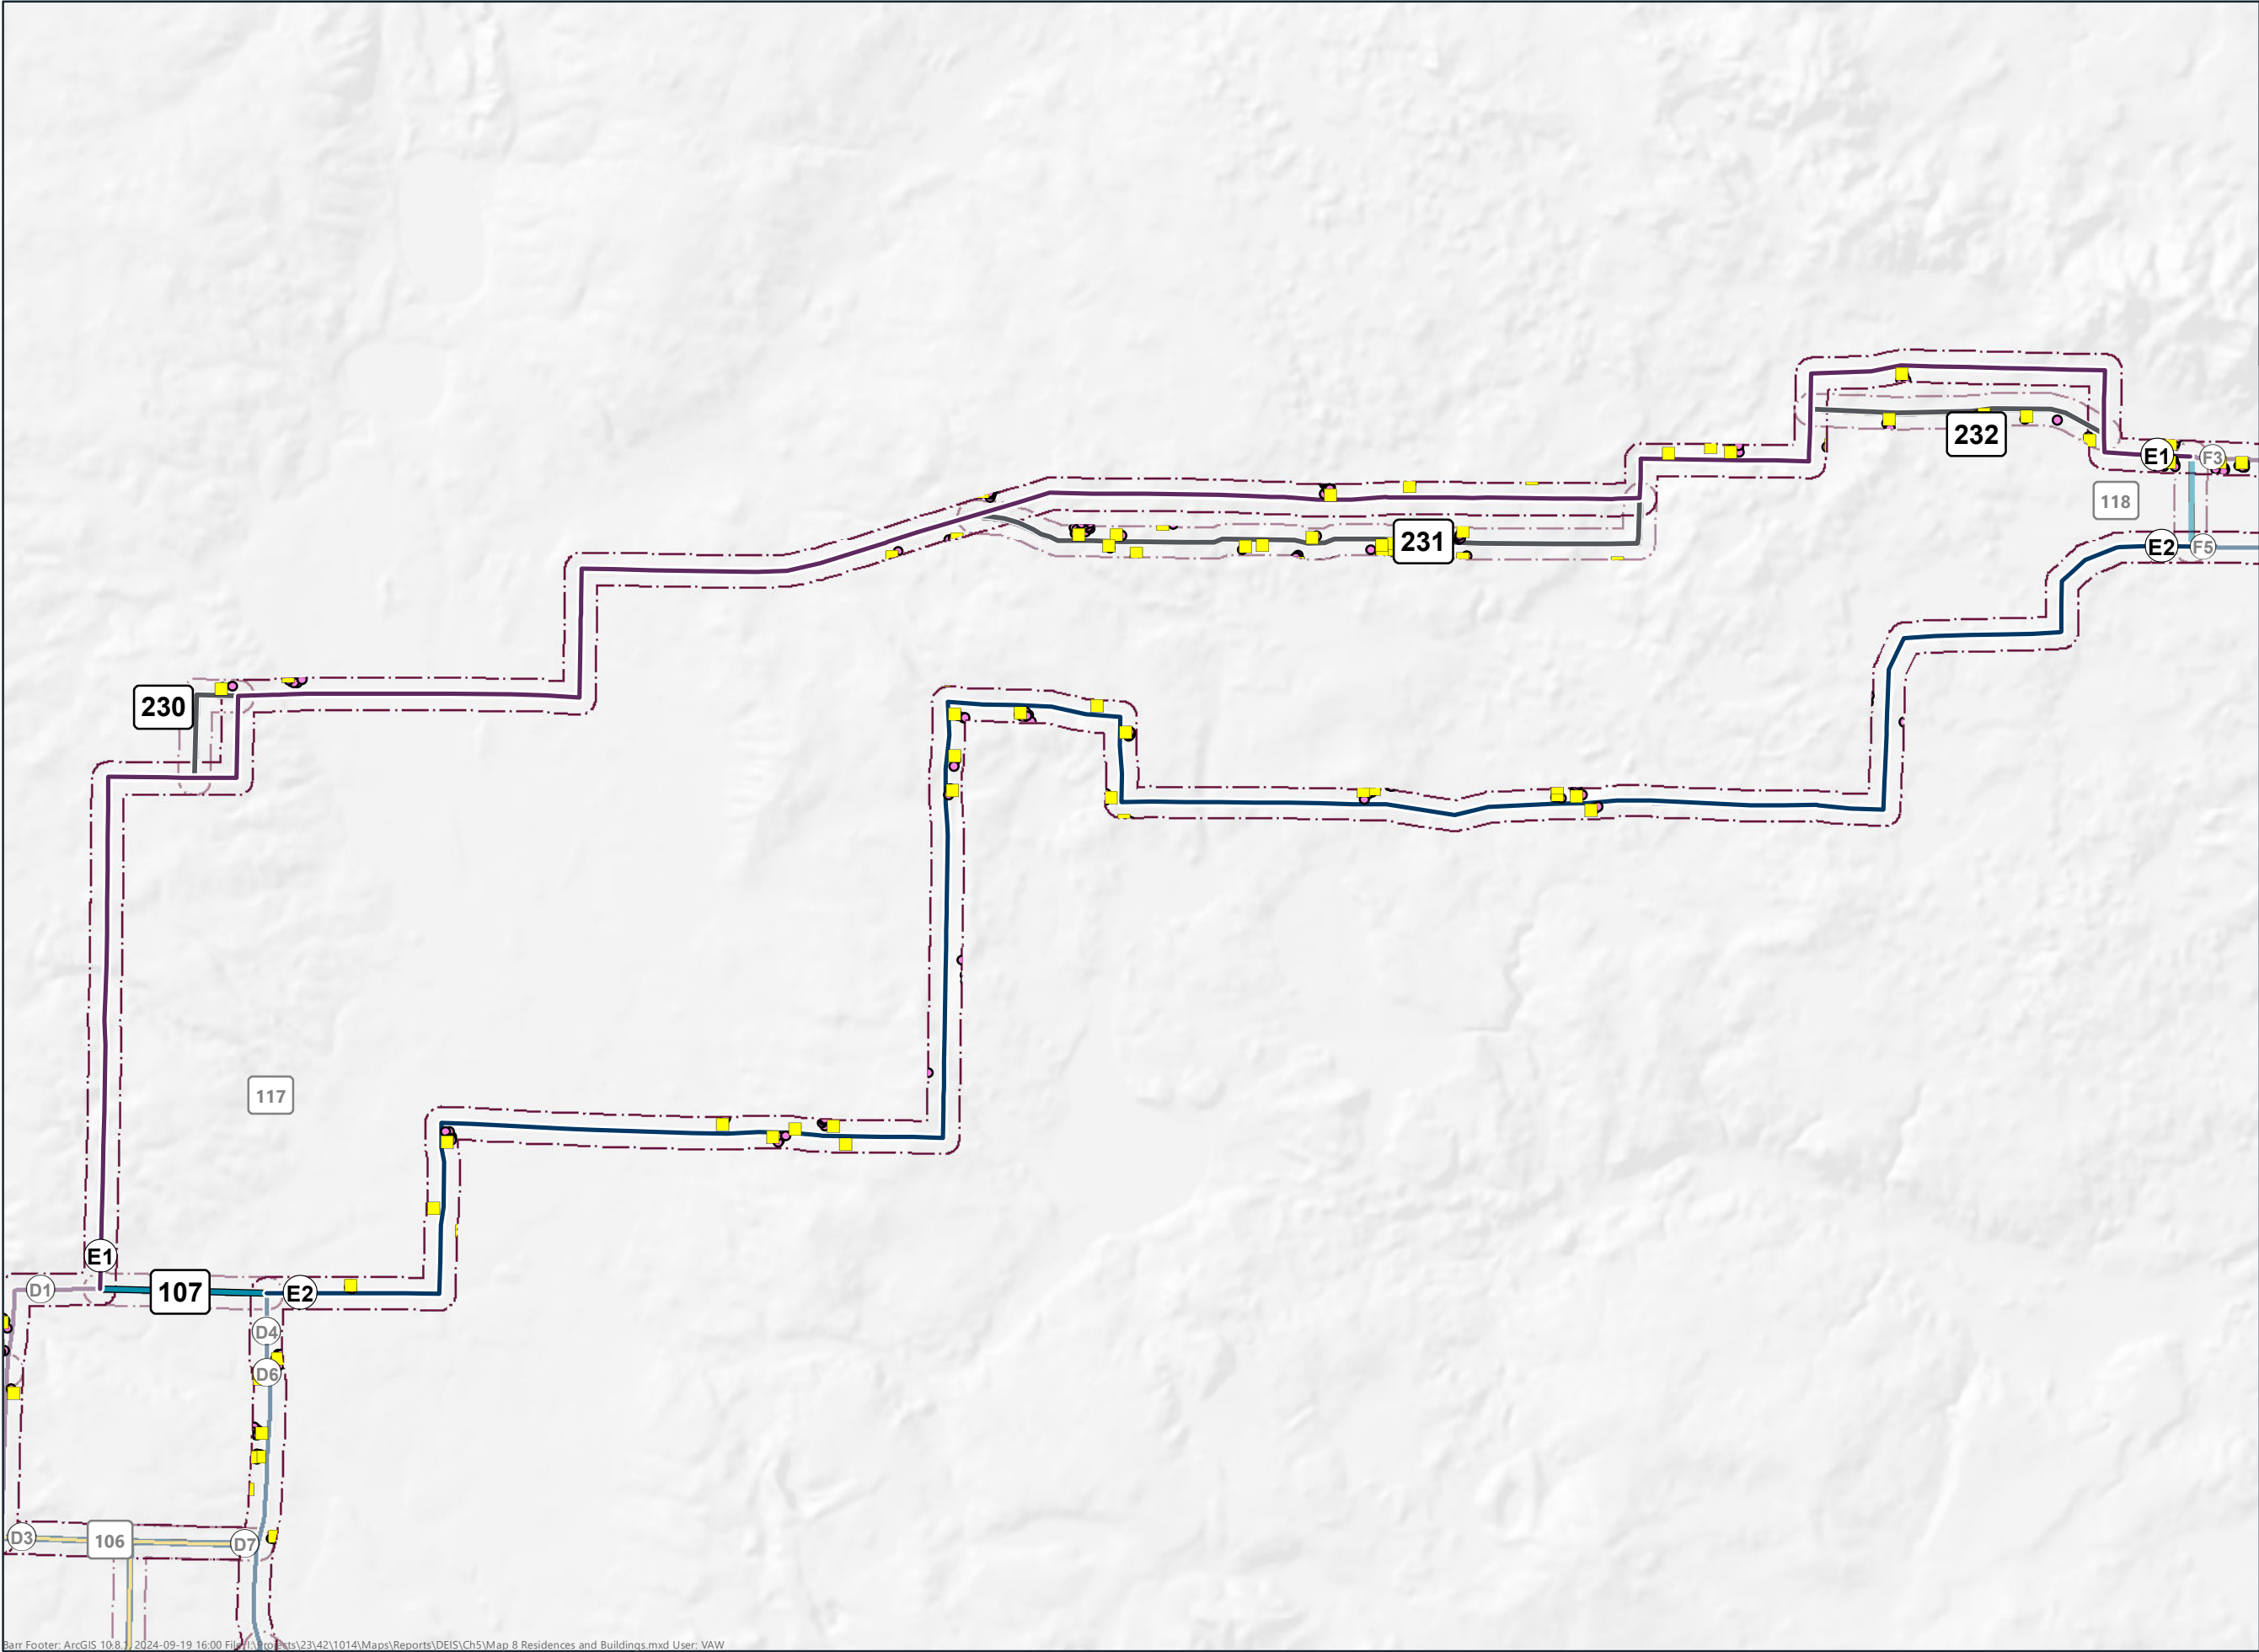 232
E1
F3
118
231
E2
F5
230
117
E1
D1
107
E2
D4
D6
D3
106
D7
Barr Footer: ArcGIS 10.8.1, 2024-09-19 16:00 File: I:\Projects\23\42\1014\Maps\Reports\DEIS\Ch5\Map 8 Residences and Buildings.mxd User: VAW